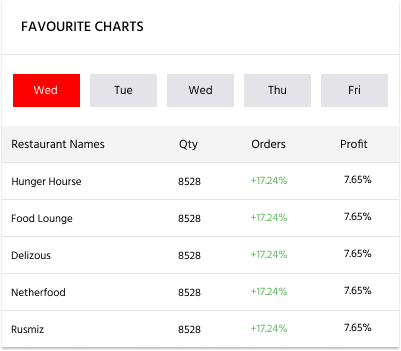 FAVOURITE CHARTS
Wed Tue Wed Thu Fri
Restaurant Names Qty Orders Profit
Hunger Hourse 8528 +17.24% 7.65%
Food Lounge 8528 +17.24% 7.65%
Delizous 8528 +17.24% 7.65%
Netherfood 8528 +17.24% 7.65%
Rusmiz 8528 +17.24% 7.65%